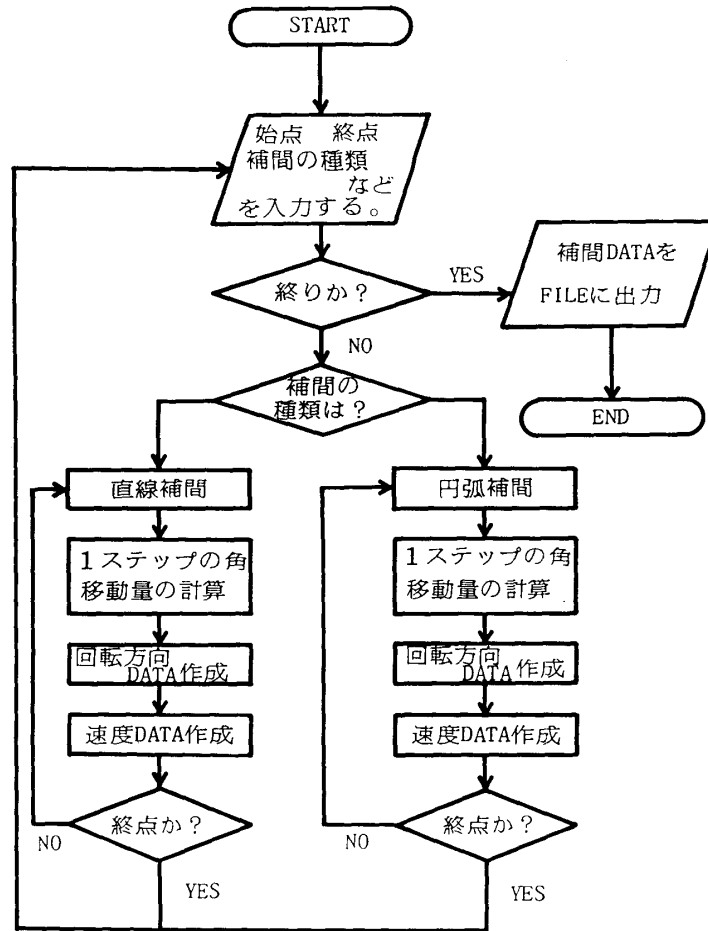 START
始点 終点
補間の種類
など
を入力する。
終りか?
YES
補間DATAを
FILEに出力
END
NO
補間の
種類は?
直線補間
1ステップの角
移動量の計算
回転方向
DATA作成
速度DATA作成
終点か?
NO
YES
円弧補間
1ステップの角
移動量の計算
回転方向
DATA作成
速度DATA作成
終点か?
NO
YES